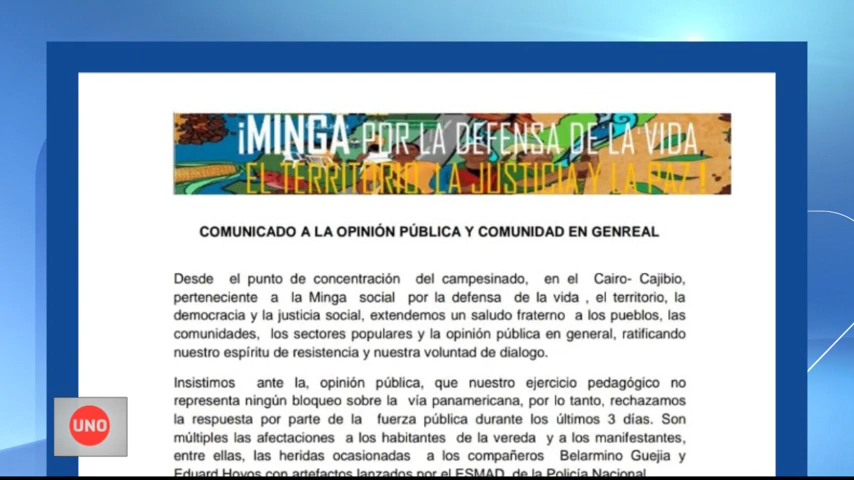 ¡MINGA POR LA DEFENSA DE LA VIDA
EL TERRITORIO, LA JUSTICIA Y LA PAZ !
COMUNICADO A LA OPINIÓN PÚBLICA Y COMUNIDAD EN GENREAL
Desde el punto de concentración del campesinado, en el Cairo- Cajibio,
perteneciente a la Minga social por la defensa de la vida , el territorio, la
democracia y la justicia social, extendemos un saludo fraterno a los pueblos, las
comunidades, los sectores populares y la opinión pública en general, ratificando
nuestro espíritu de resistencia y nuestra voluntad de dialogo.
Insistimos ante la, opinión pública, que nuestro ejercicio pedagógico no
representa ningún bloqueo sobre la vía panamericana, por lo tanto, rechazamos
la respuesta por parte de la fuerza pública durante los últimos 3 días. Son
múltiples las afectaciones a los habitantes de la vereda y a los manifestantes,
entre ellas, las heridas ocasionadas a los compañeros Belarmino Guejia y
Eduard Hoyos con artefactos lanzados por el ESMAD, de la Policía Nacional
UNO